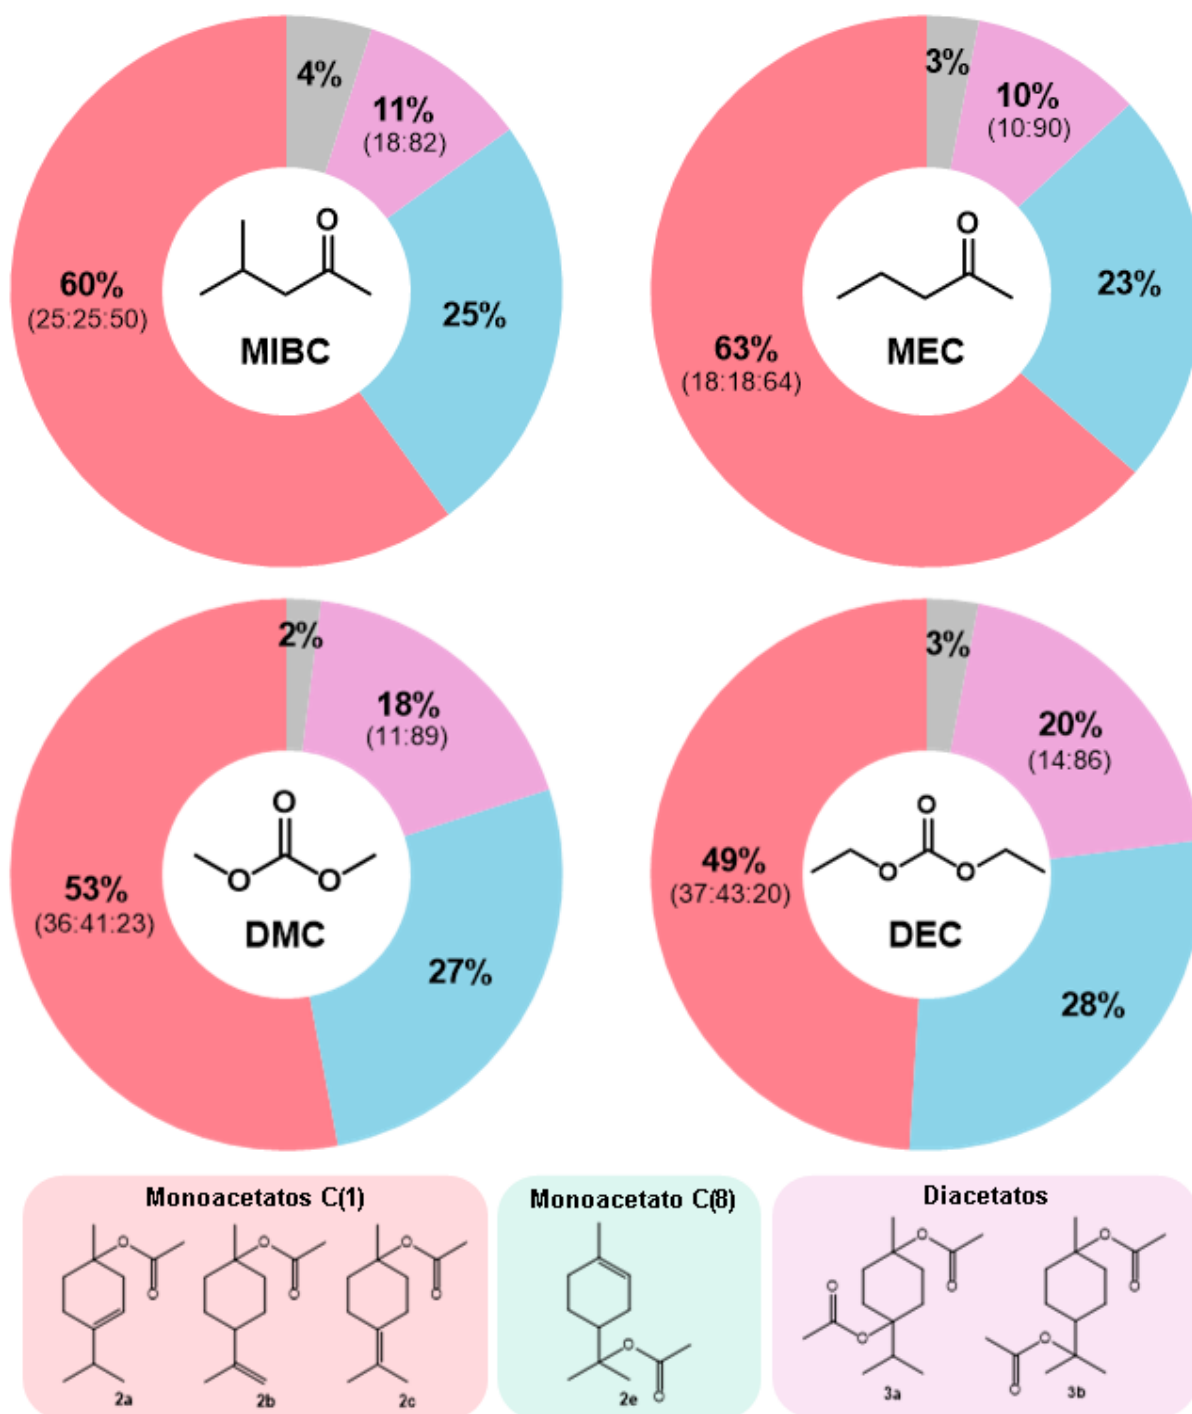 4%
11%
(18:82)
60%
(25:25:50)
25%
O
MIBC
3%
10%
(10:90)
23%
63%
(18:18:64)
O
MEC
2%
18%
(11:89)
53%
(36:41:23)
27%
O
O
O
DMC
3%
20%
(14:86)
49%
(37:43:20)
28%
O
O
O
DEC
Monoacetatos C(1)
O
O
2a
O
O
2b
O
O
2c
Monoacetato C(8)
O
O
2e
Diacetatos
O
O
O
O
3a
O
O
O
O
3b